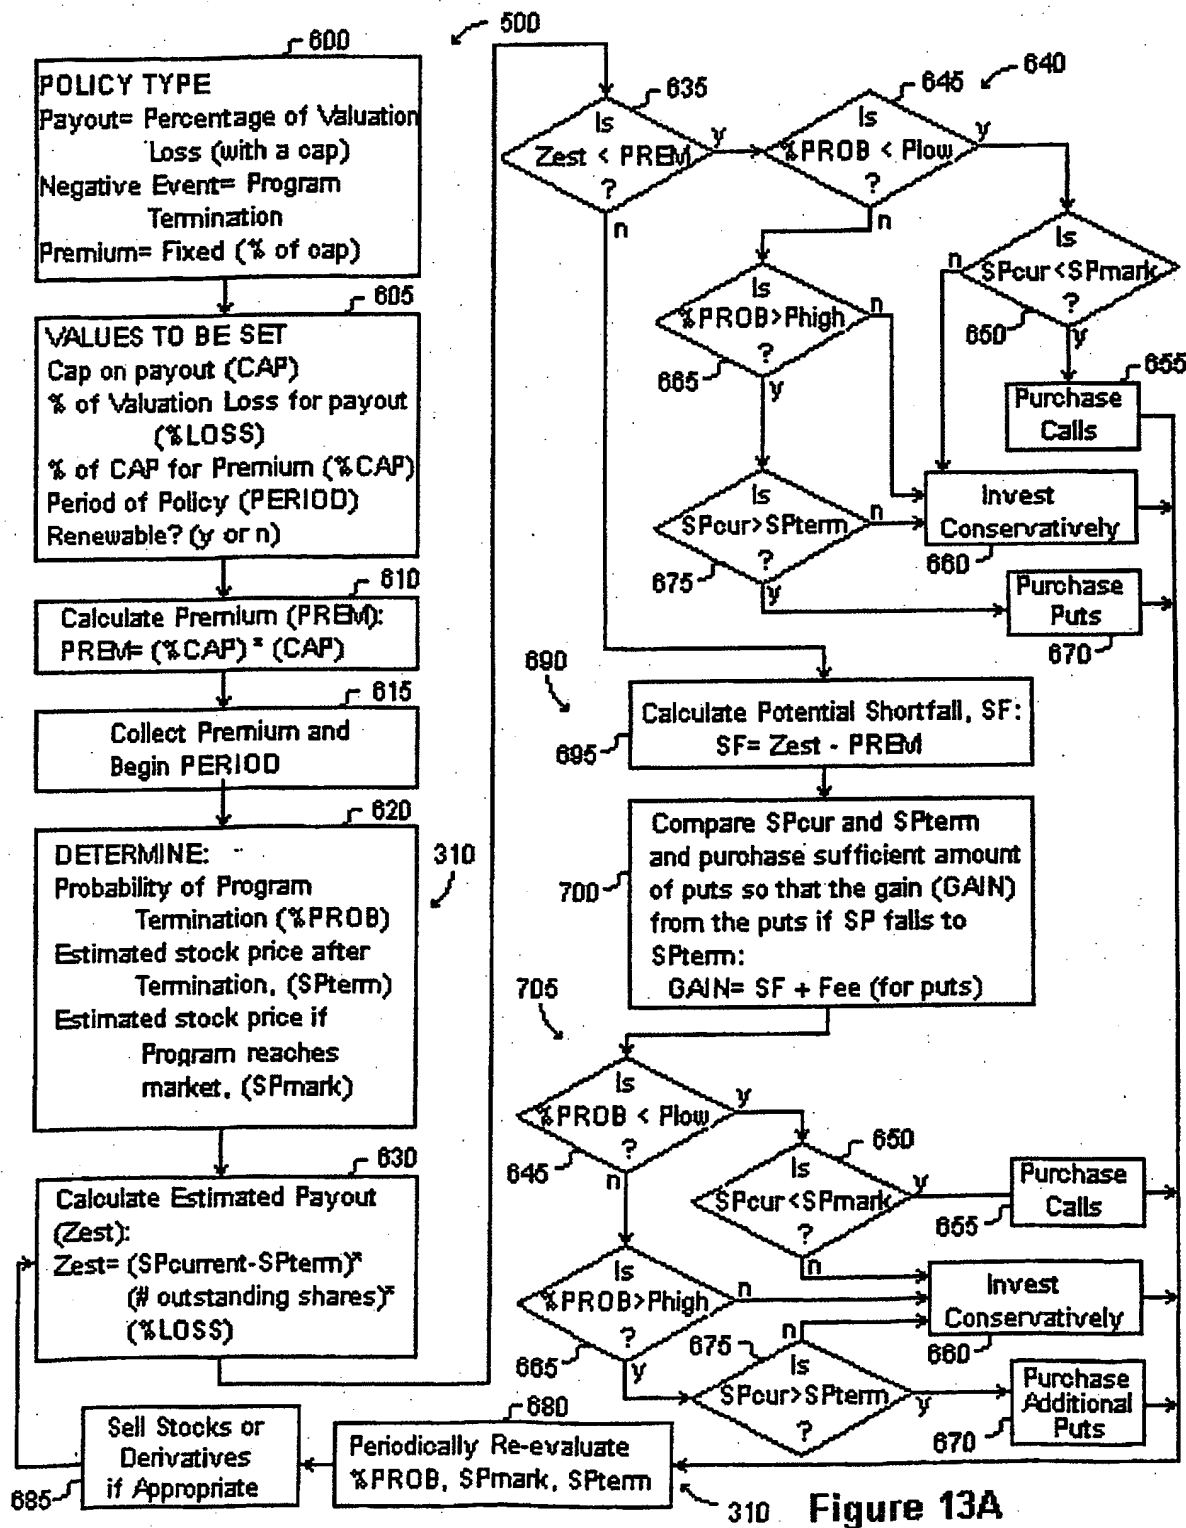 500
600
POLICY TYPE
Payout= Percentage of Valuation
Loss (with a cap)
Negative Event= Program
Termination
Premium= Fixed (% of cap)
605
VALUES TO BE SET
Cap on payout (CAP)
% of Valuation Loss for payout
(%LOSS)
% of CAP for Premium (%CAP)
Period of Policy (PERIOD)
Renewable? (y or n)
610
Calculate Premium (PREM):
PREM= (%CAP) * (CAP)
615
Collect Premium and
Begin PERIOD
620
DETERMINE:
Probability of Program
Termination (%PROB)
Estimated stock price after
Termination, (SPterm)
Estimated stock price if
Program reaches
market, (SPmark)
310
630
Calculate Estimated Payout
(Zest):
Zest= (SPcurrent-SPterm)*
(# outstanding shares)*
(%LOSS)
635
Is
Zest < PREM
?
y
n
640
645
Is
%PROB < Plow
?
y
n
Is
SPcur<SPmark
?
n
y
650
655
Purchase
Calls
Is
%PROB>Phigh
?
n
y
665
Invest
Conservatively
660
Is
SPcur>SPterm
?
n
y
675
Purchase
Puts
670
690
Calculate Potential Shortfall, SF:
SF= Zest - PREM
695
Compare SPcur and SPterm
and purchase sufficient amount
of puts so that the gain (GAIN)
from the puts if SP falls to
SPterm:
GAIN= SF + Fee (for puts)
700
705
Is
%PROB < Plow
?
y
n
645
650
Is
SPcur<SPmark
?
y
n
Purchase
Calls
655
Is
%PROB>Phigh
?
n
y
665
Invest
Conservatively
660
675
n
Is
SPcur>SPterm
?
y
Purchase
Additional
Puts
670
680
Periodically Re-evaluate
%PROB, SPmark, SPterm
310
Sell Stocks or
Derivatives
if Appropriate
685
Figure 13A